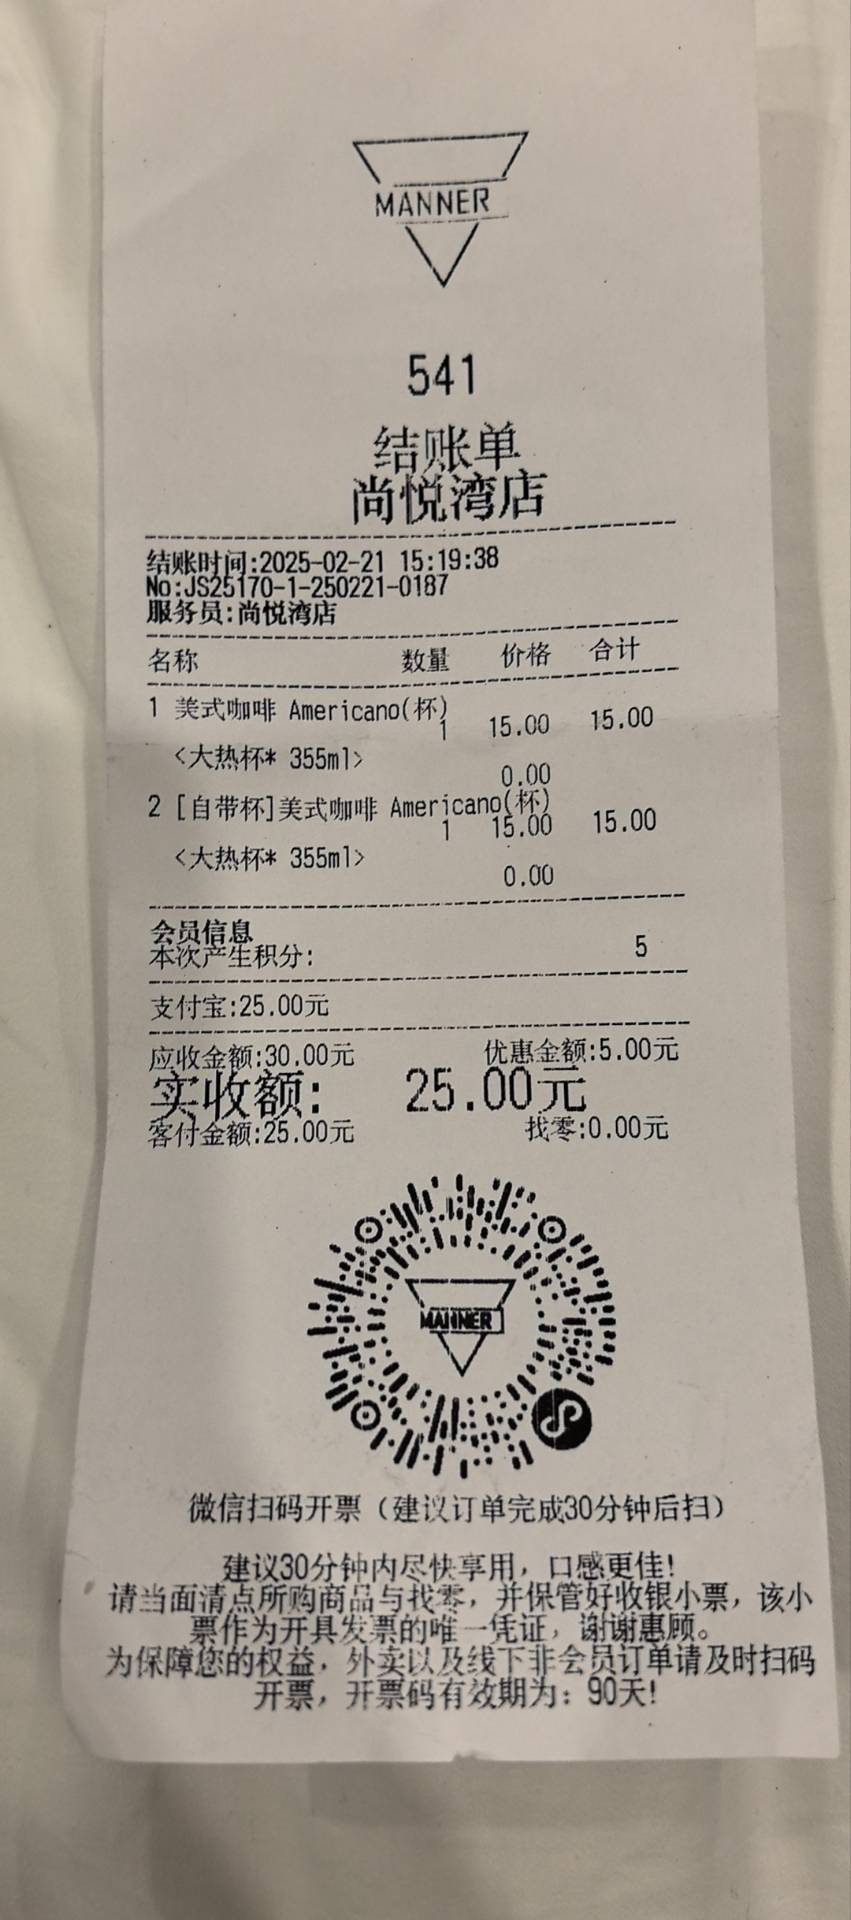 MANNER
541
结账单
尚悦湾店
结账时间:2025-02-21 15:19:38
No:JS25170-1-250221-0187
服务员:尚悦湾店
名称 数量 价格 合计
1 美式咖啡 Americano(杯)
1 15.00 15.00
<大热杯* 355ml>
0.00
2 [自带杯]美式咖啡 Americano(杯)
1 15.00 15.00
<大热杯* 355ml>
0.00
会员信息
本次产生积分: 5
支付宝:25.00元
应收金额:30.00元 优惠金额:5.00元
实收额: 25.00元
客付金额:25.00元 找零:0.00元
MANNER
微信扫码开票（建议订单完成30分钟后扫）
建议30分钟内尽快享用，口感更佳!
请当面清点所购商品与找零，并保管好收银小票，该小
票作为开具发票的唯一凭证，谢谢惠顾。
为保障您的权益，外卖以及线下非会员订单请及时扫码
开票，开票码有效期为：90天!